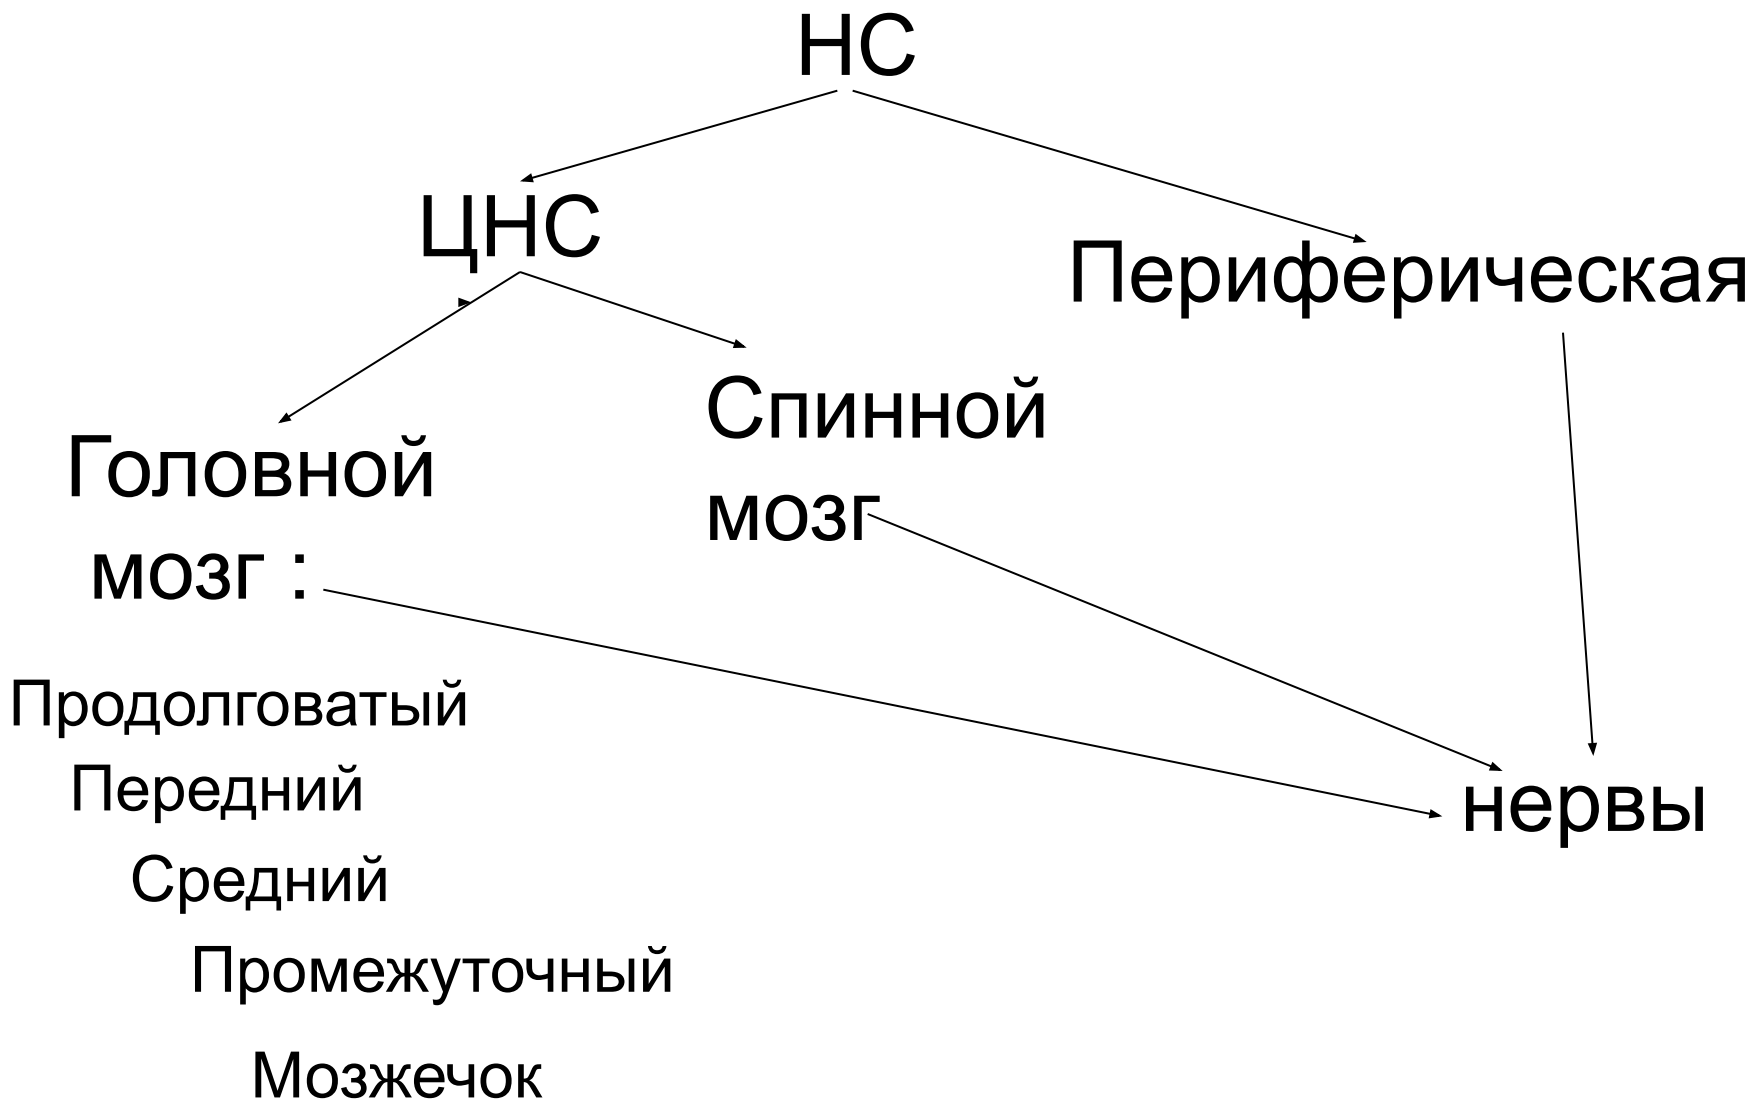 НС
ЦНС
Периферическая
Спинной
мозг
Головной
мозг :
Продолговатый
Передний
Средний
Промежуточный
Мозжечок
нервы